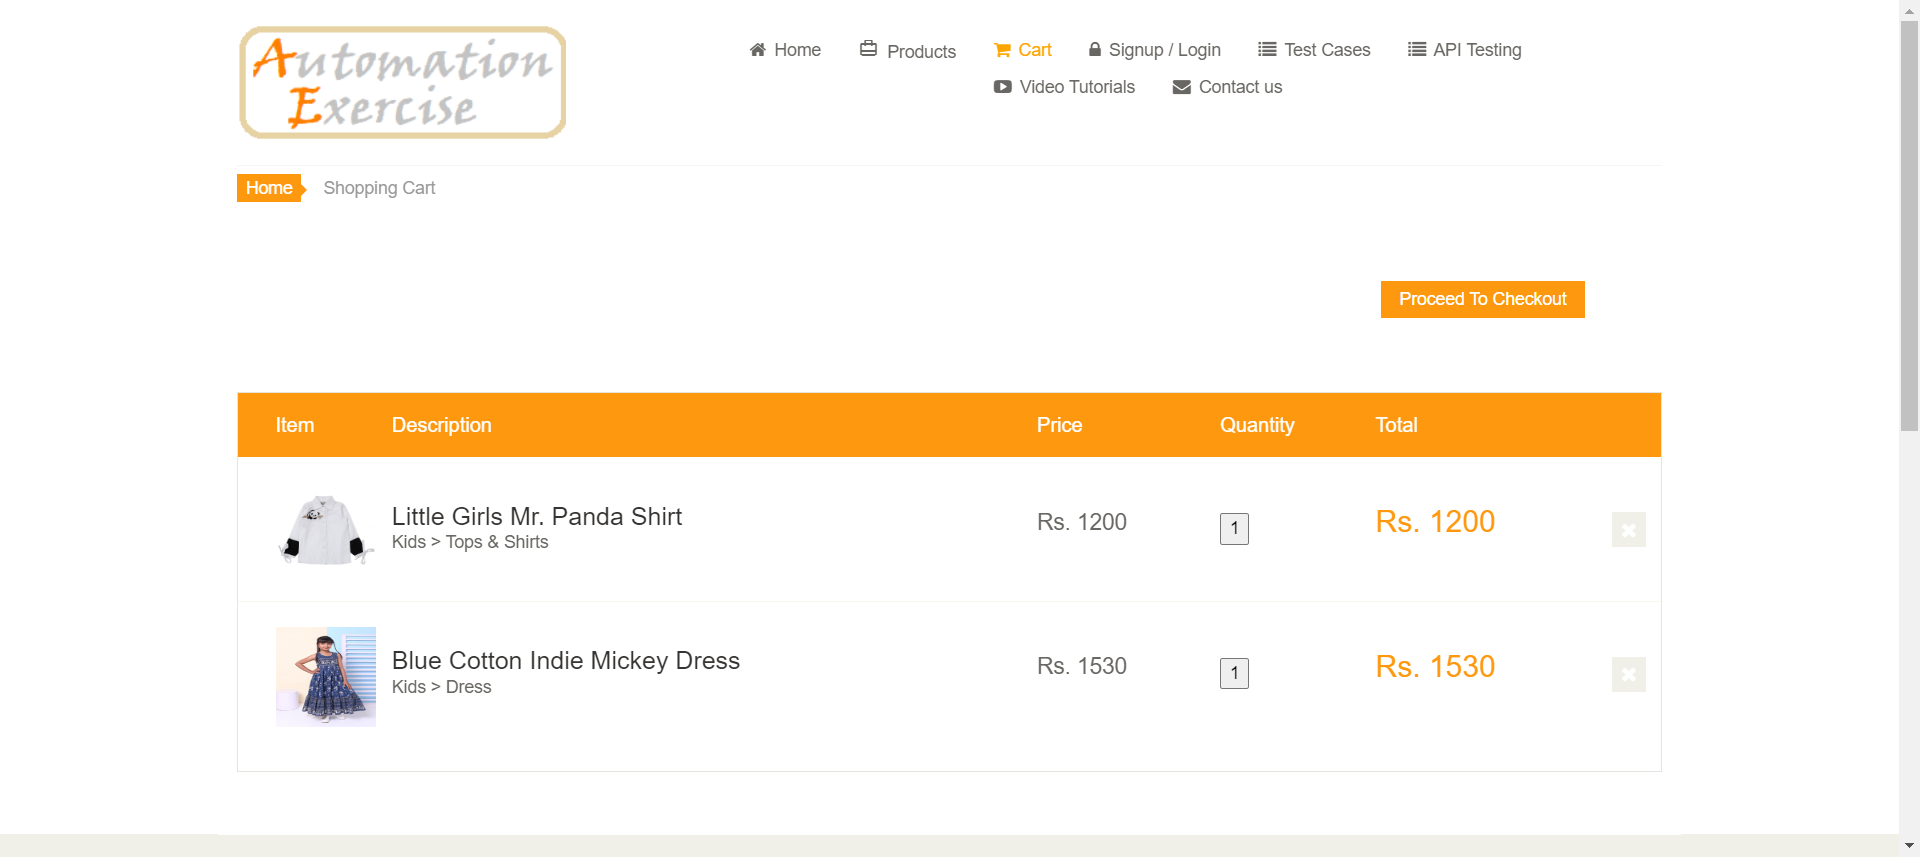 Automation
Exercise
Home
Products
Cart
Signup / Login
Test Cases
API Testing
Video Tutorials
Contact us
Home
Shopping Cart
Proceed To Checkout
Item Description Price Quantity Total
Little Girls Mr. Panda Shirt
Kids > Tops & Shirts
Rs. 1200
1
Rs. 1200
Blue Cotton Indie Mickey Dress
Kids > Dress
Rs. 1530
1
Rs. 1530